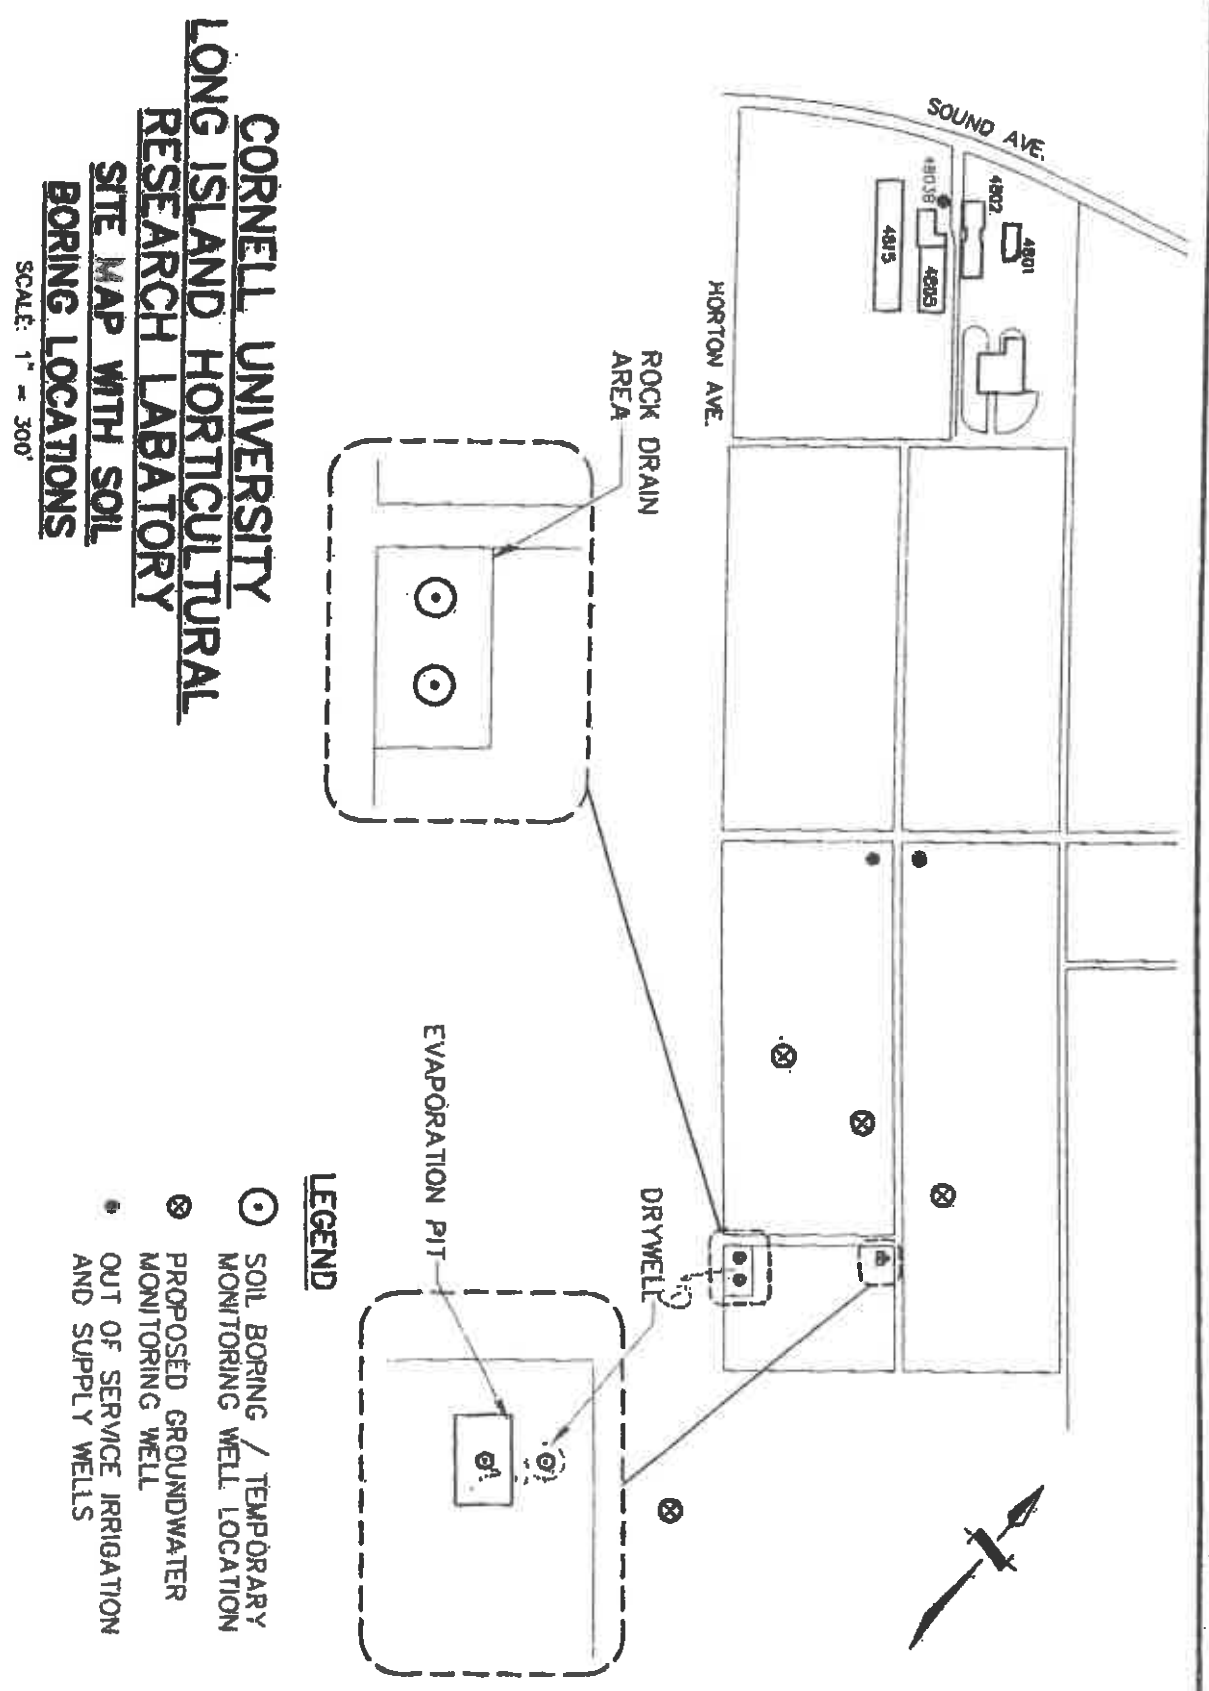 SOUND AVE.
4802
4801
4803B
4815
4805
HORTON AVE.
ROCK DRAIN
AREA
DRYWELL
EVAPORATION PIT
LEGEND
SOIL BORING / TEMPORARY
MONITORING WELL LOCATION
PROPOSED GROUNDWATER
MONITORING WELL
OUT OF SERVICE IRRIGATION
AND SUPPLY WELLS
CORNELL UNIVERSITY
LONG ISLAND HORTICULTURAL
RESEARCH LABATORY
SITE MAP WITH SOIL
BORING LOCATIONS
SCALE: 1" = 300'